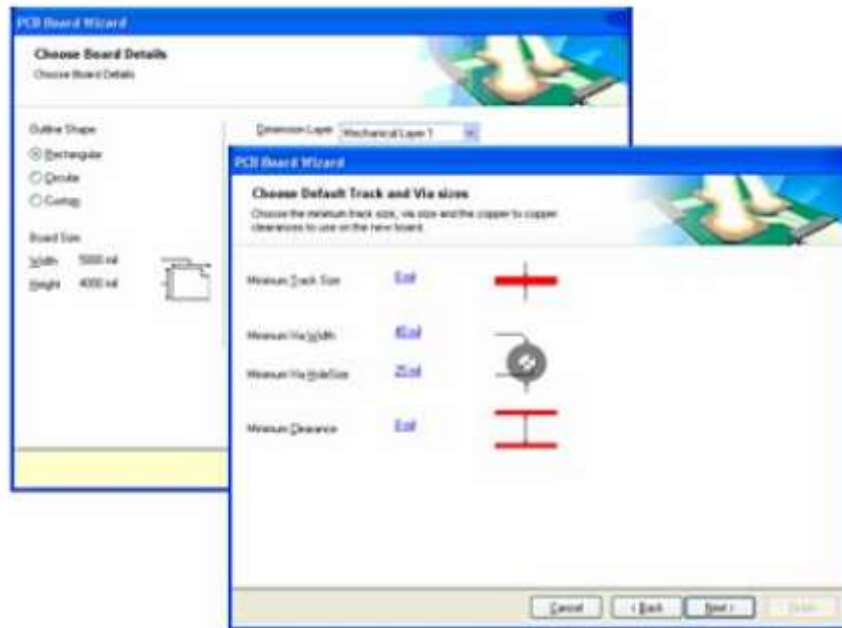 PCB Board Wizard
Choose Board Details
Choose Board Details
Outline Shape
Rectangular
Circular
Custom
Dimension Layer Mechanical Layer 1
Board Size
Width 5000 mil
Height 4000 mil
PCB Board Wizard
Choose Default Track and Via sizes
Choose the minimum track size, via size and the copper to copper
clearances to use on the new board.
Minimum Track Size
Minimum Via Width
Minimum Via HoleSize 25 mil
Minimum Clearance
Cancel < Back Next > Finish